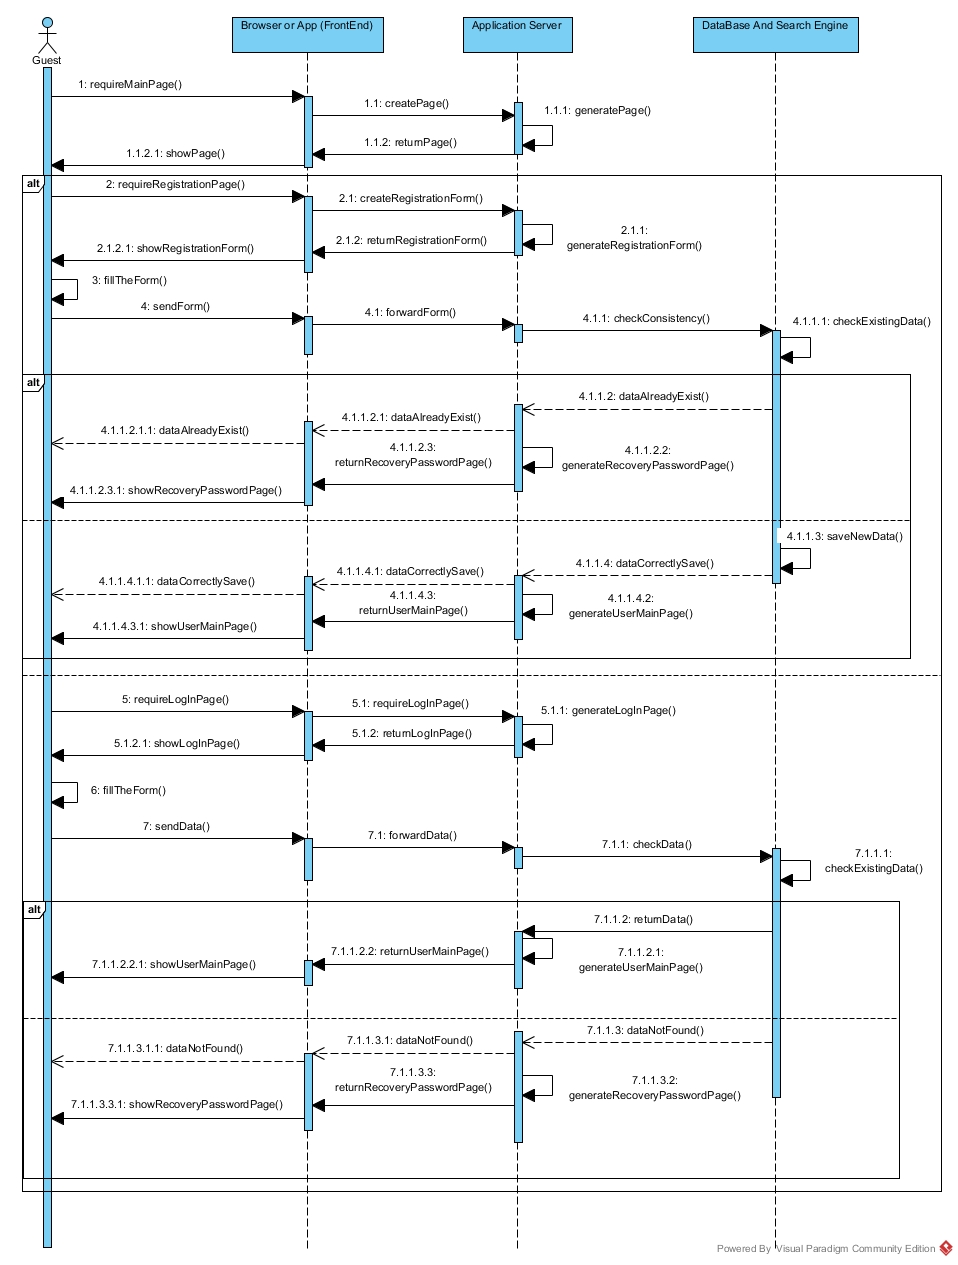 Browser or App (FrontEnd)
Application Server
DataBase And Search Engine
Guest
1: requireMainPage()
1.1: createPage()
1.1.1: generatePage()
1.1.2: returnPage()
1.1.2.1: showPage()
alt
2: requireRegistrationPage()
2.1: createRegistrationForm()
2.1.1:
generateRegistrationForm()
2.1.2: returnRegistrationForm()
2.1.2.1: showRegistrationForm()
3: fillTheForm()
4: sendForm()
4.1: forwardForm()
4.1.1: checkConsistency()
4.1.1.1: checkExistingData()
alt
4.1.1.2: dataAlreadyExist()
4.1.1.2.1: dataAlreadyExist()
4.1.1.2.1.1: dataAlreadyExist()
4.1.1.2.2:
generateRecoveryPasswordPage()
4.1.1.2.3:
returnRecoveryPasswordPage()
4.1.1.2.3.1: showRecoveryPasswordPage()
4.1.1.3: saveNewData()
4.1.1.4: dataCorrectlySave()
4.1.1.4.1: dataCorrectlySave()
4.1.1.4.1.1: dataCorrectlySave()
4.1.1.4.2:
generateUserMainPage()
4.1.1.4.3:
returnUserMainPage()
4.1.1.4.3.1: showUserMainPage()
5: requireLogInPage()
5.1: requireLogInPage()
5.1.1: generateLogInPage()
5.1.2: returnLogInPage()
5.1.2.1: showLogInPage()
6: fillTheForm()
7: sendData()
7.1: forwardData()
7.1.1: checkData()
7.1.1.1:
checkExistingData()
alt
7.1.1.2: returnData()
7.1.1.2.1:
generateUserMainPage()
7.1.1.2.2: returnUserMainPage()
7.1.1.2.2.1: showUserMainPage()
7.1.1.3: dataNotFound()
7.1.1.3.1: dataNotFound()
7.1.1.3.1.1: dataNotFound()
7.1.1.3.2:
generateRecoveryPasswordPage()
7.1.1.3.3:
returnRecoveryPasswordPage()
7.1.1.3.3.1: showRecoveryPasswordPage()
Powered By Visual Paradigm Community Edition